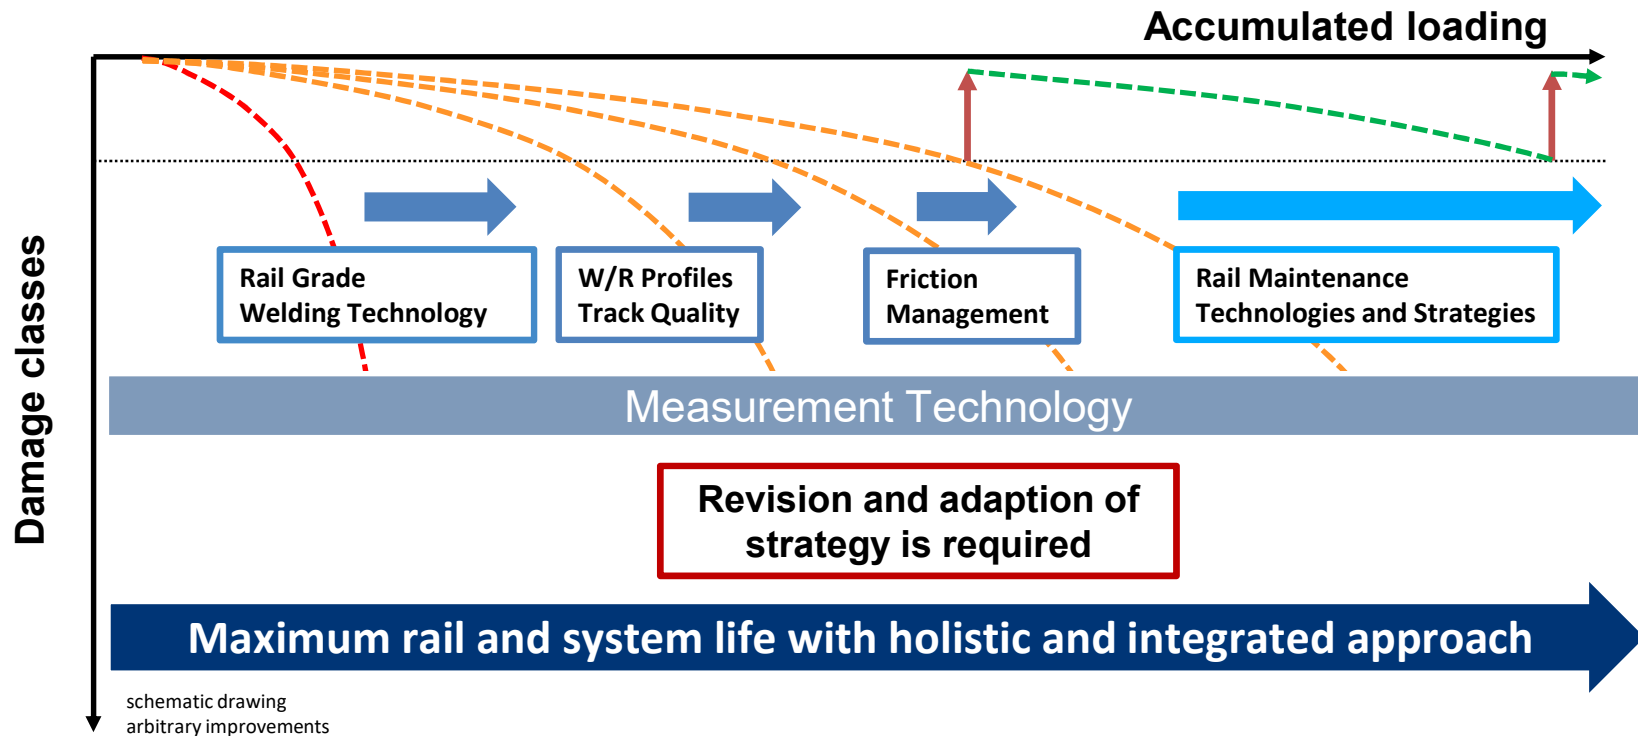 Accumulated loading
Damage classes
Rail Grade
Welding Technology
W/R Profiles
Track Quality
Friction
Management
Rail Maintenance
Technologies and Strategies
Measurement Technology
Revision and adaption of
strategy is required
Maximum rail and system life with holistic and integrated approach
schematic drawing
arbitrary improvements